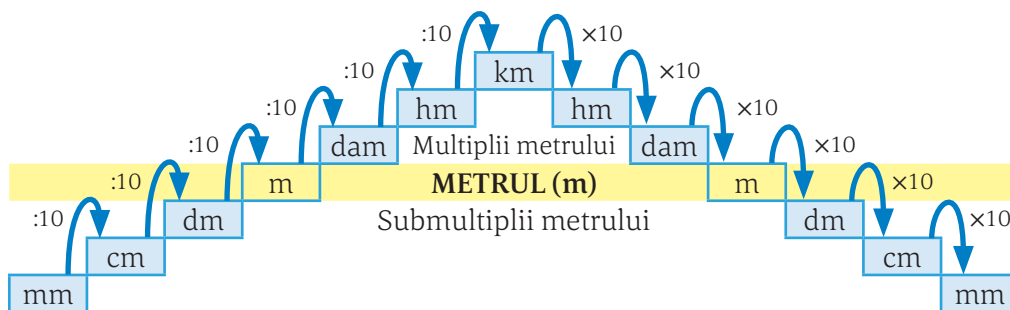 :10 ×10
km
:10 ×10
hm hm
:10 ×10
dam Multiplii metrului dam
:10 ×10
m METRUL (m) m
:10 ×10
dm Submultiplii metrului dm
:10 ×10
cm cm
mm mm